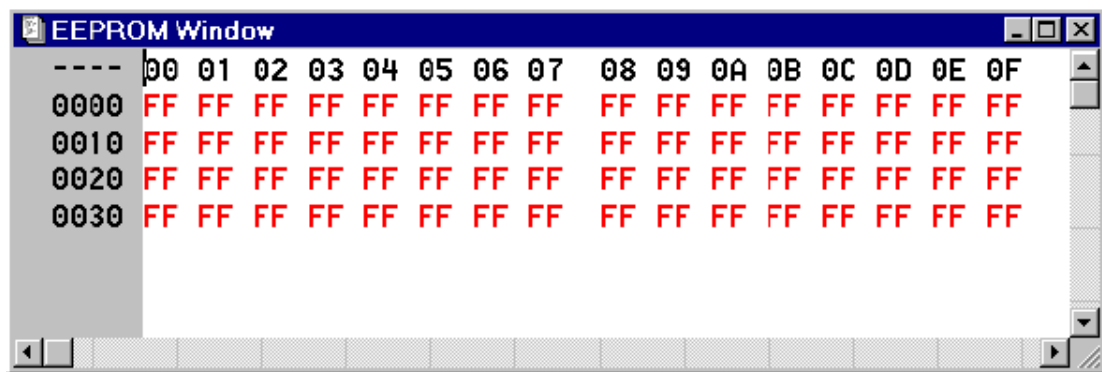 EEPROM Window
---- 00 01 02 03 04 05 06 07 08 09 0A 0B 0C 0D 0E 0F
0000 FF FF FF FF FF FF FF FF FF FF FF FF FF FF FF FF
0010 FF FF FF FF FF FF FF FF FF FF FF FF FF FF FF FF
0020 FF FF FF FF FF FF FF FF FF FF FF FF FF FF FF FF
0030 FF FF FF FF FF FF FF FF FF FF FF FF FF FF FF FF